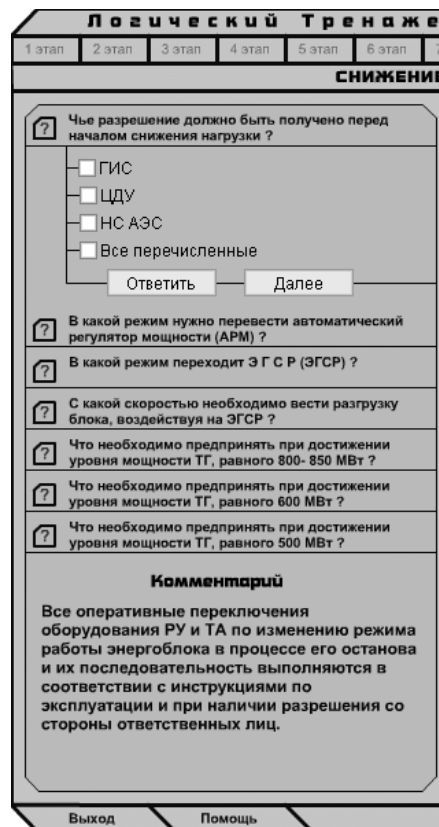 Логический Тренаже
1 этап 2 этап 3 этап 4 этап 5 этап 6 этап 7
СНИЖЕНИ
? Чье разрешение должно быть получено перед
началом снижения нагрузки ?
ГИС
ЦДУ
НС АЭС
Все перечисленные
Ответить Далее
? В какой режим нужно перевести автоматический
регулятор мощности (АРМ) ?
? В какой режим переходит Э Г С Р (ЭГСР) ?
? С какой скоростью необходимо вести разгрузку
блока, воздействуя на ЭГСР ?
? Что необходимо предпринять при достижении
уровня мощности ТГ, равного 800- 850 МВт ?
? Что необходимо предпринять при достижении
уровня мощности ТГ, равного 600 МВт ?
? Что необходимо предпринять при достижении
уровня мощности ТГ, равного 500 МВт ?
Комментарий
Все оперативные переключения
оборудования РУ и ТА по изменению режима
работы энергоблока в процессе его останова
и их последовательность выполняются в
соответствии с инструкциями по
эксплуатации и при наличии разрешения со
стороны ответственных лиц.
Выход Помощь